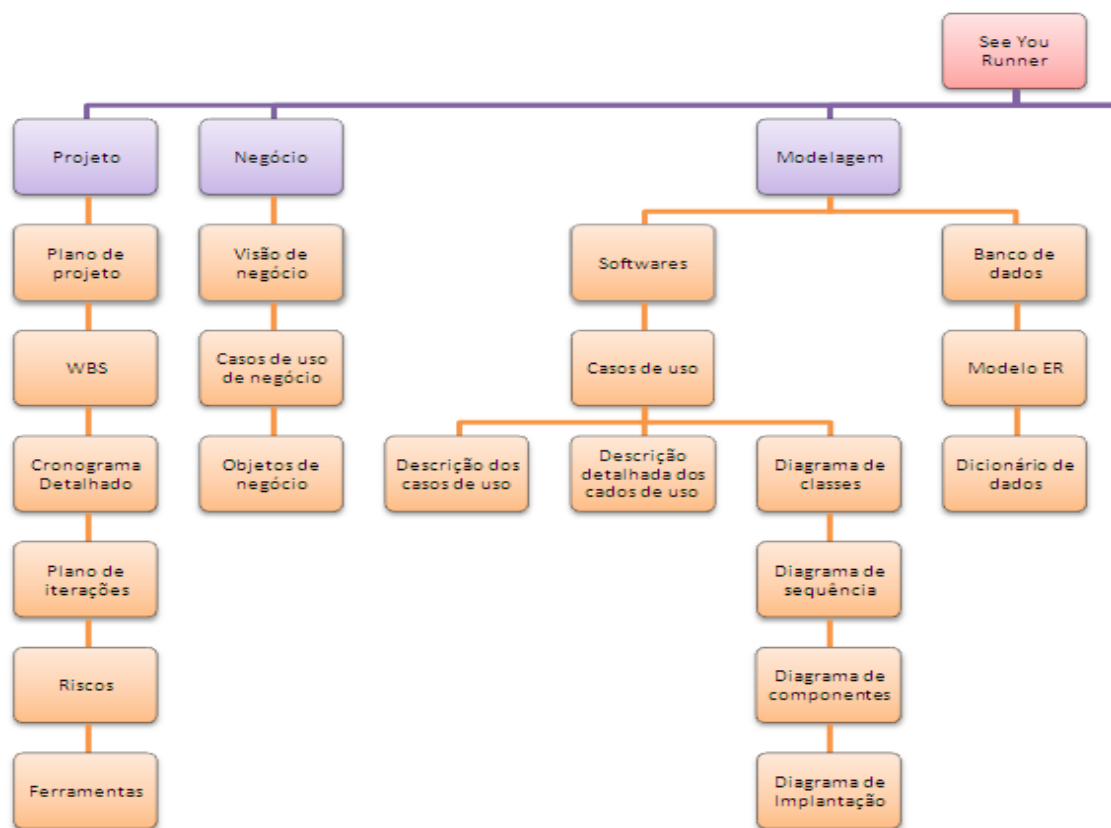 See You
Runner
Projeto
Negócio
Modelagem
Plano de
projeto
Visão de
negócio
Softwares
Banco de
dados
WBS
Casos de uso
de negócio
Casos de uso
Modelo ER
Cronograma
Detalhado
Objetos de
negócio
Descrição dos
casos de uso
Descrição
detalhada dos
cados de uso
Diagrama de
classes
Dicionário de
dados
Plano de
iterações
Diagrama de
sequência
Riscos
Diagrama de
componentes
Ferramentas
Diagrama de
Implantação